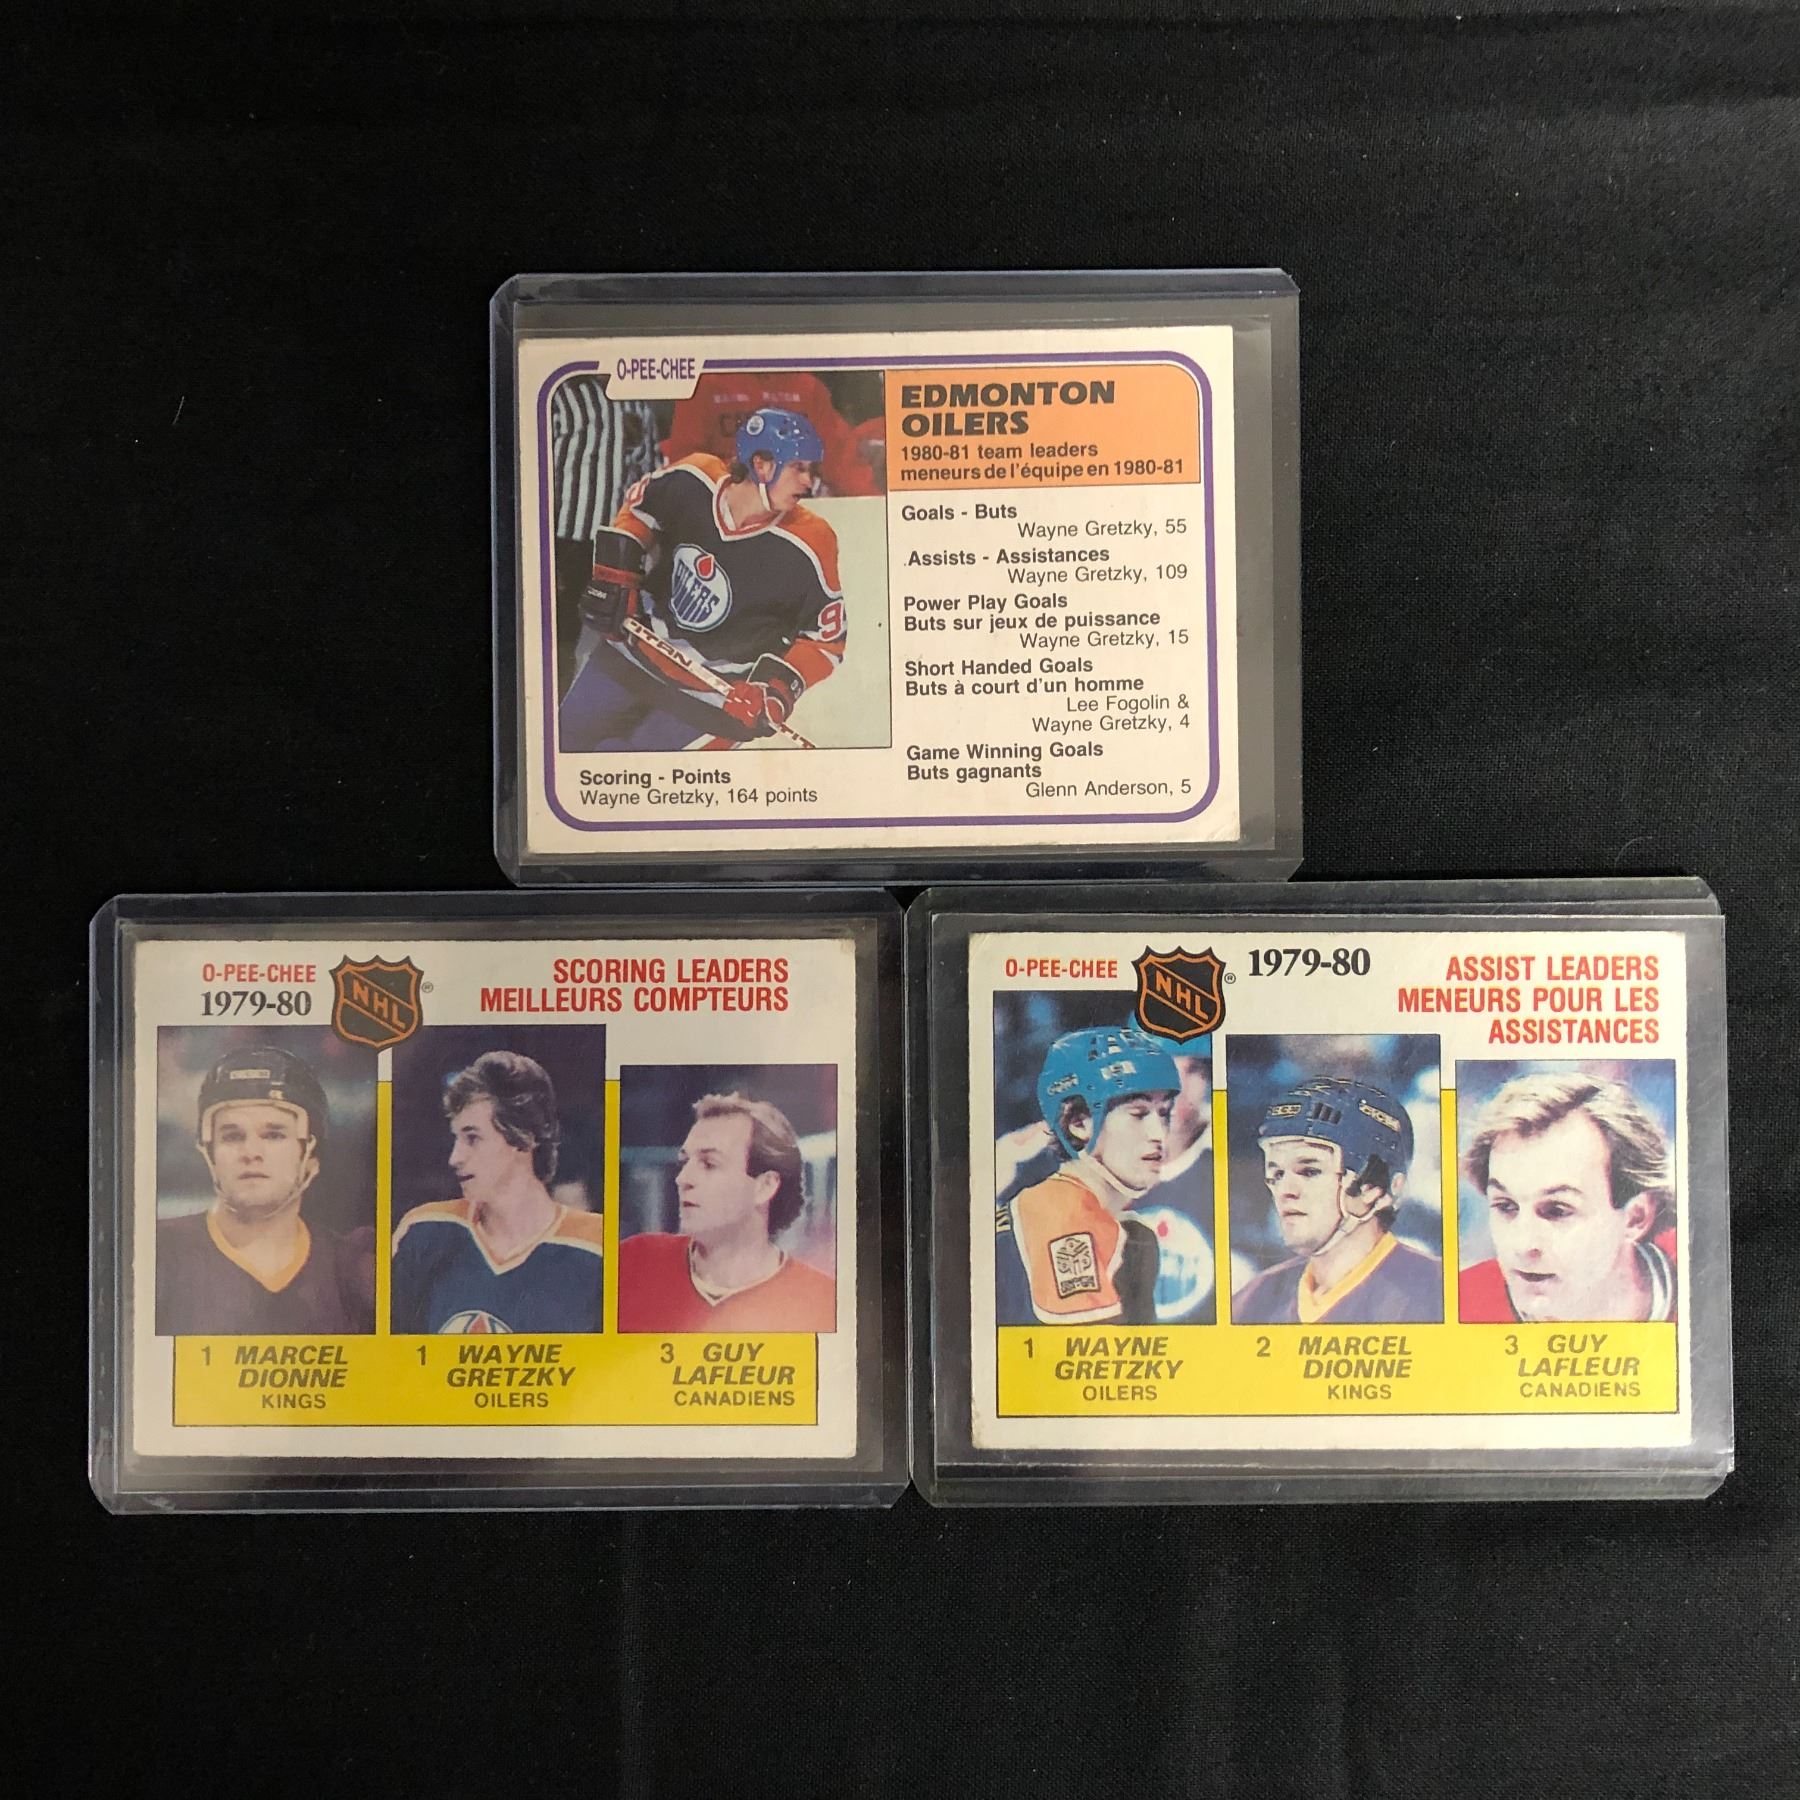 O-PEE-CHEE
EDMONTON
OILERS
1980-81 team leaders
meneurs de l'équipe en 1980-81
Goals - Buts
Wayne Gretzky, 55
Assists - Assistances
Wayne Gretzky, 109
Power Play Goals
Buts sur jeux de puissance
Wayne Gretzky, 15
Short Handed Goals
Buts à court d'un homme
Lee Fogolin &
Wayne Gretzky, 4
Game Winning Goals
Buts gagnants
Glenn Anderson, 5
Scoring - Points
Wayne Gretzky, 164 points
OILERS
9
TITAN
O-PEE-CHEE
1979-80
NHL
®
SCORING LEADERS
MEILLEURS COMPTEURS
CCM
1 MARCEL
DIONNE
KINGS
1 WAYNE
GRETZKY
OILERS
3 GUY
LAFLEUR
CANADIENS
O-PEE-CHEE
NHL
®
1979-80
ASSIST LEADERS
MENEURS POUR LES
ASSISTANCES
1 WAYNE
GRETZKY
OILERS
2 MARCEL
DIONNE
KINGS
3 GUY
LAFLEUR
CANADIENS